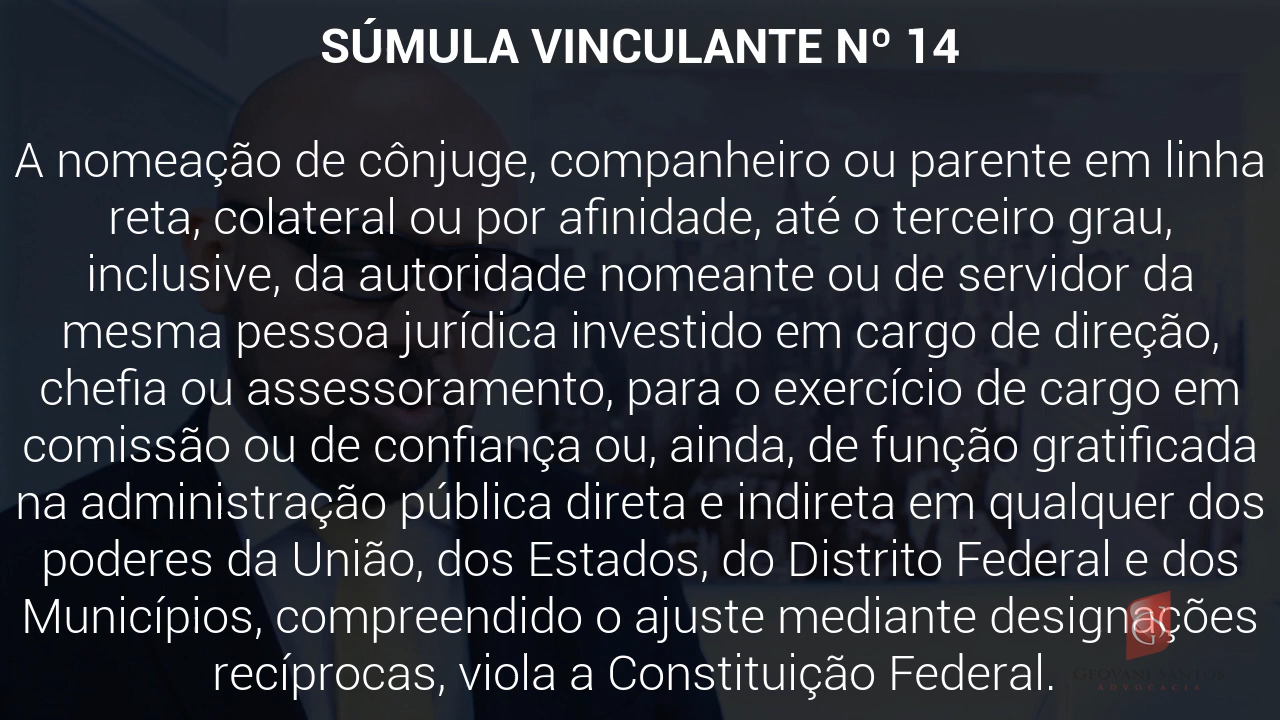 SÚMULA VINCULANTE Nº 14
A nomeação de cônjuge, companheiro ou parente em linha
reta, colateral ou por afinidade, até o terceiro grau,
inclusive, da autoridade nomeante ou de servidor da
mesma pessoa jurídica investido em cargo de direção,
chefia ou assessoramento, para o exercício de cargo em
comissão ou de confiança ou, ainda, de função gratificada
na administração pública direta e indireta em qualquer dos
poderes da União, dos Estados, do Distrito Federal e dos
Municípios, compreendido o ajuste mediante designações
recíprocas, viola a Constituição Federal.
GS
GEOVANI SANTOS
ADVOCACIA